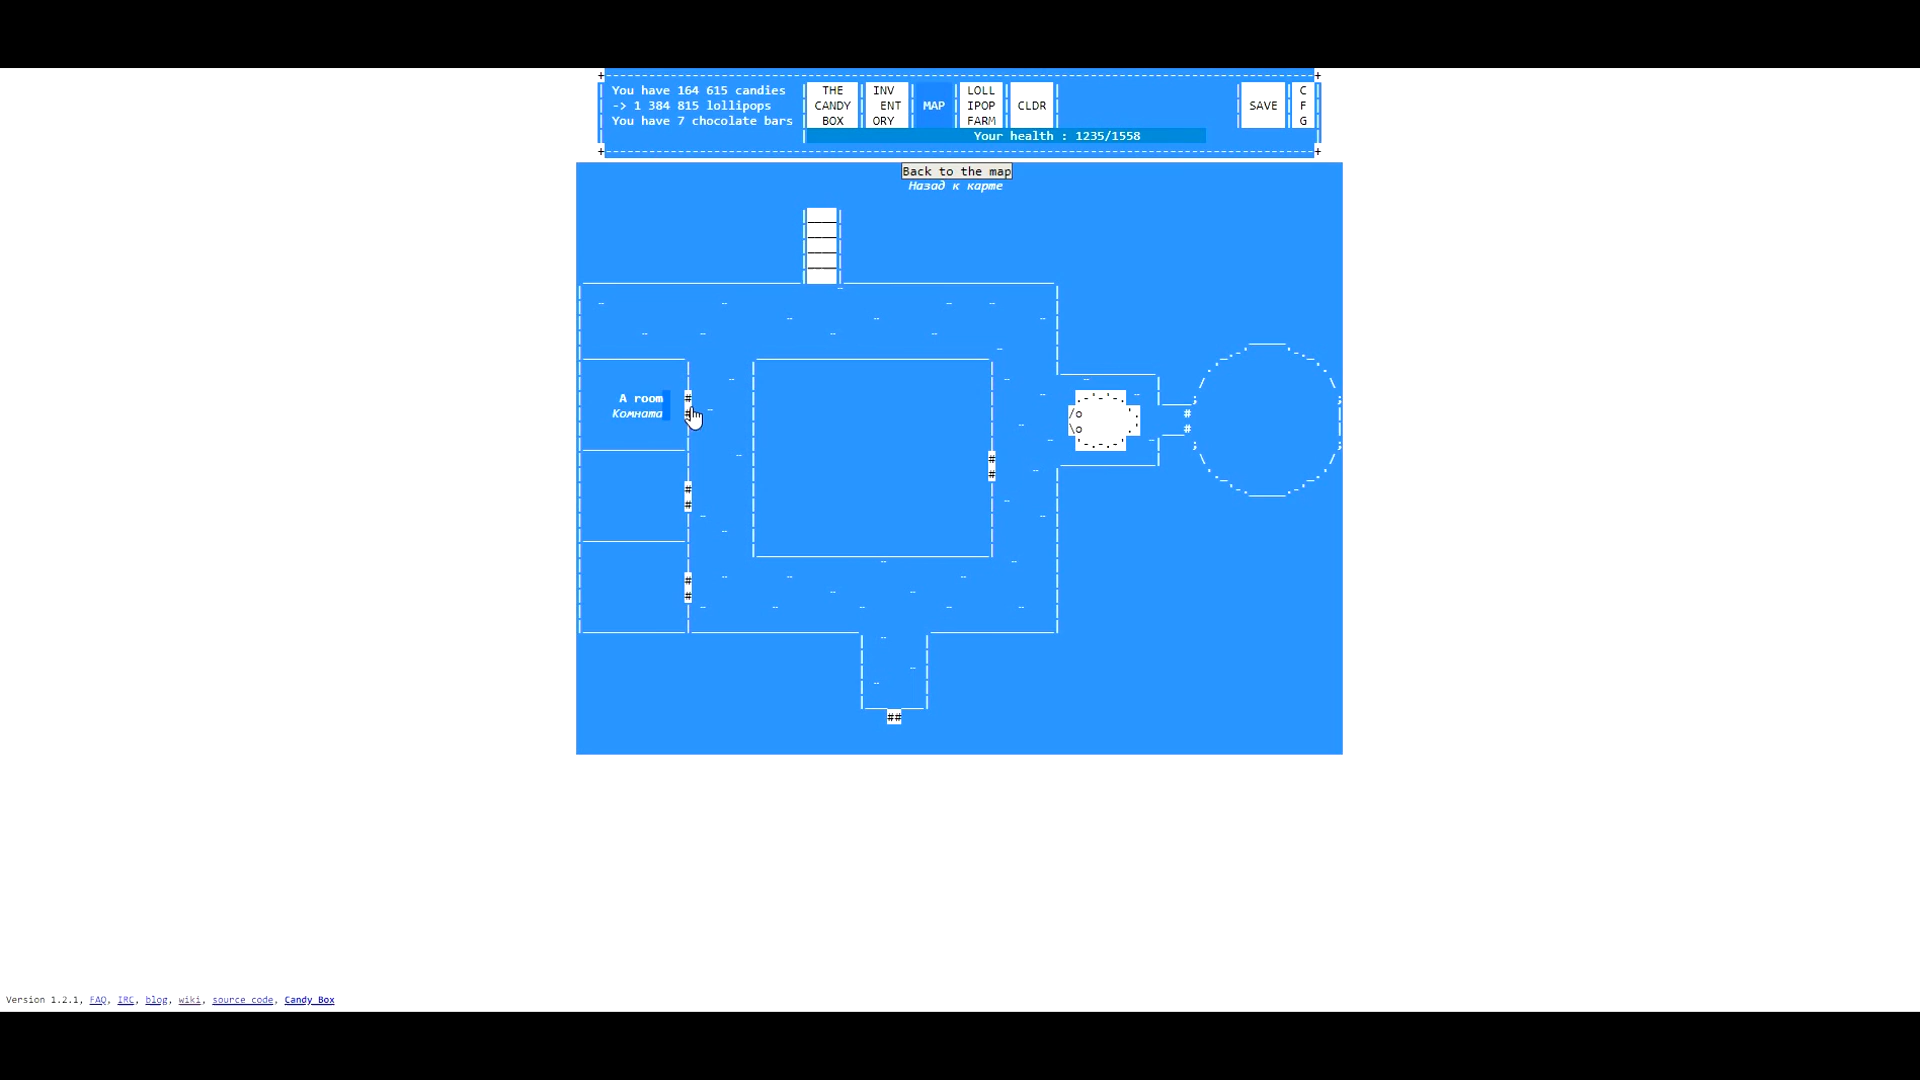 You have 164 615 candies
-> 1 384 815 lollipops
You have 7 chocolate bars
THE CANDY BOX
INV ENT ORY
MAP
LOLL IPOP FARM
CLDR
SAVE
C F G
Your health : 1235/1558
Back to the map
Назад к карте
A room
Комната
Version 1.2.1, FAQ, IRC, blog, wiki, source code, Candy Box